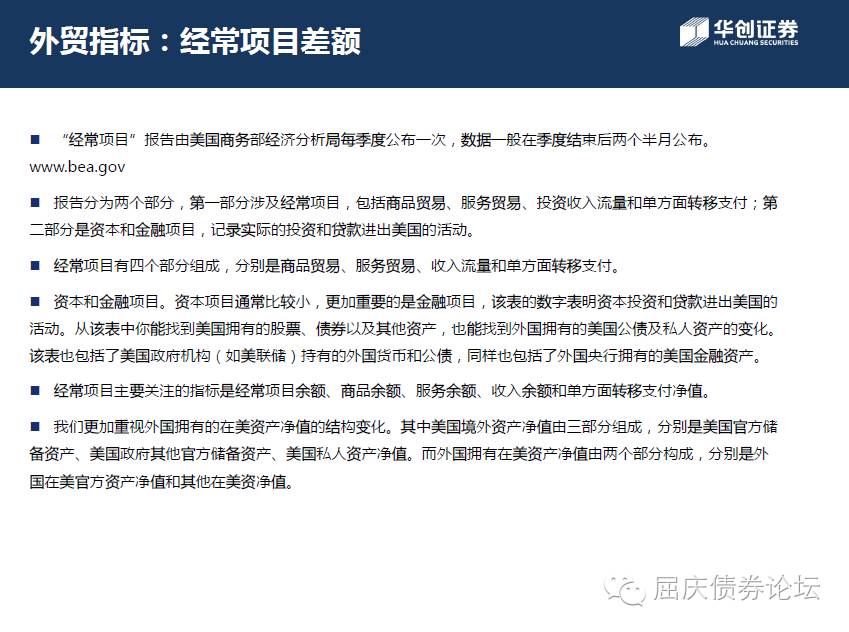 外贸指标：经常项目差额
华创证券
HUA CHUANG SECURITIES
■ “经常项目”报告由美国商务部经济分析局每季度公布一次，数据一般在季度结束后两个半月公布。
www.bea.gov
■ 报告分为两个部分，第一部分涉及经常项目，包括商品贸易、服务贸易、投资收入流量和单方面转移支付；第
二部分是资本和金融项目，记录实际的投资和贷款进出美国的活动。
■ 经常项目有四个部分组成，分别是商品贸易、服务贸易、收入流量和单方面转移支付。
■ 资本和金融项目。资本项目通常比较小，更加重要的是金融项目，该表的数字表明资本投资和贷款进出美国的
活动。从该表中你能找到美国拥有的股票、债券以及其他资产，也能找到外国拥有的美国公债及私人资产的变化。
该表也包括了美国政府机构（如美联储）持有的外国货币和公债，同样也包括了外国央行拥有的美国金融资产。
■ 经常项目主要关注的指标是经常项目余额、商品余额、服务余额、收入余额和单方面转移支付净值。
■ 我们更加重视外国拥有的在美资产净值的结构变化。其中美国境外资产净值由三部分组成，分别是美国官方储
备资产、美国政府其他官方储备资产、美国私人资产净值。而外国拥有在美资产净值由两个部分构成，分别是外
国在美官方资产净值和其他在美资净值。
屈庆债券论坛